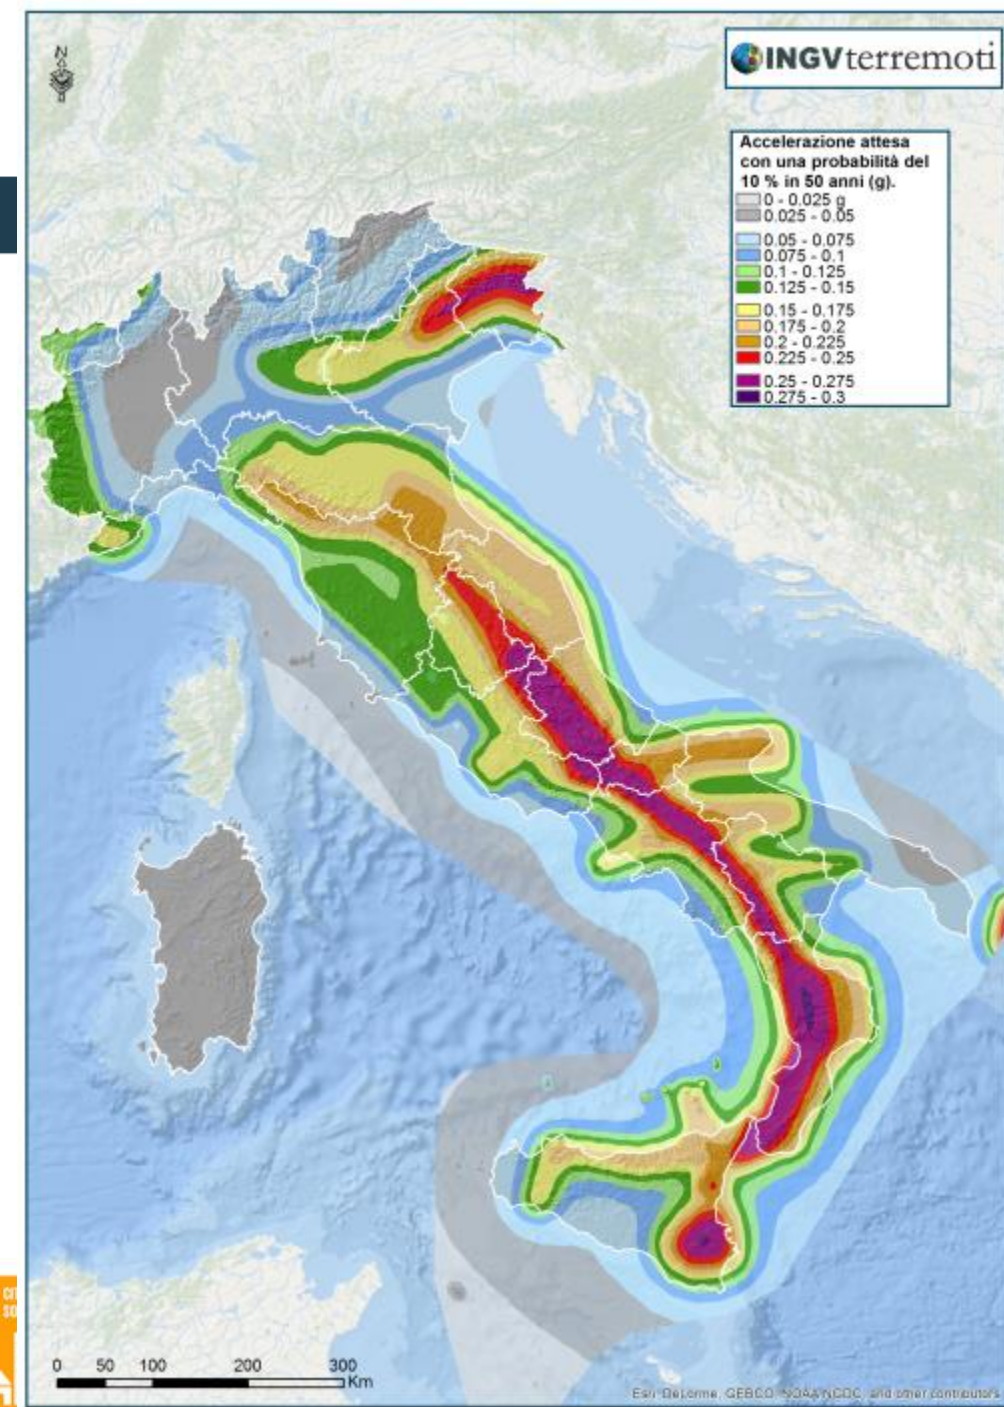 N
INGVterremoti
Accelerazione attesa
con una probabilità del
10 % in 50 anni (g).
0 - 0.025 g
0.025 - 0.05
0.05 - 0.075
0.075 - 0.1
0.1 - 0.125
0.125 - 0.15
0.15 - 0.175
0.175 - 0.2
0.2 - 0.225
0.225 - 0.25
0.25 - 0.275
0.275 - 0.3
0 50 100 200 300
Km
Esri, DeLorme, GEBCO, NOAA NGDC, and other contributors